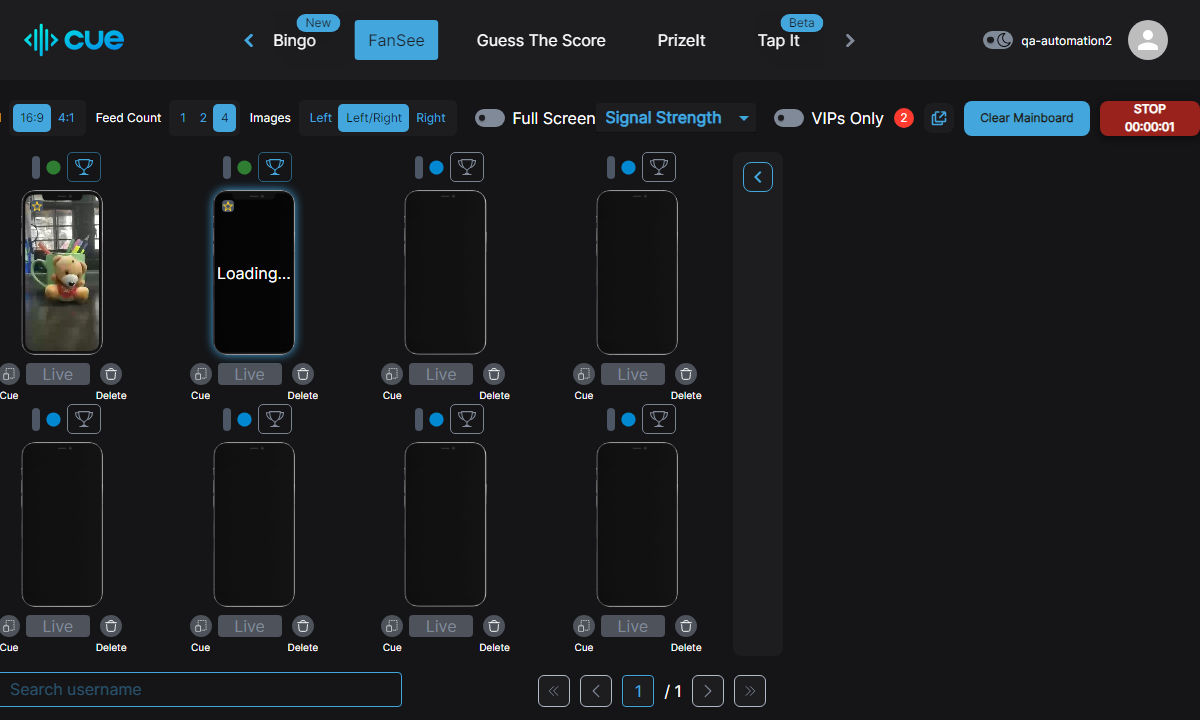 cue
Bingo
New
FanSee
Guess The Score
PrizeIt
Tap It
Beta
qa-automation2
16:9
4:1
Feed Count
1
2
4
Images
Left
Left/Right
Right
Full Screen
Signal Strength
VIPs Only
2
Clear Mainboard
STOP
00:00:01
Loading...
Live
Live
Live
Live
Cue
Delete
Cue
Delete
Cue
Delete
Cue
Delete
Live
Live
Live
Live
Cue
Delete
Cue
Delete
Cue
Delete
Cue
Delete
Search username
1
/ 1